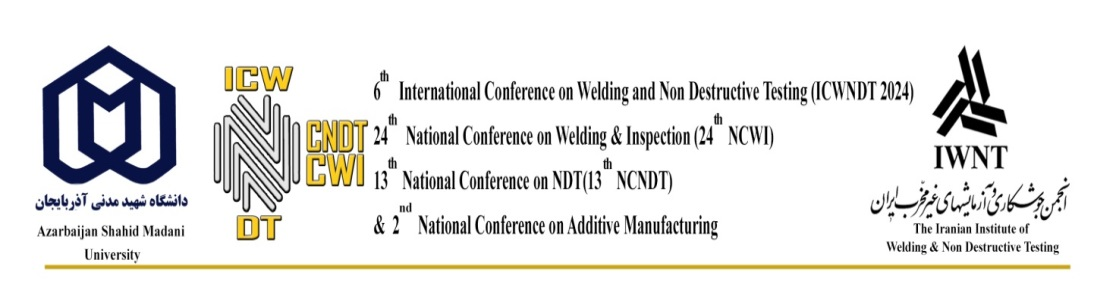 دانشگاه شهید مدنی آذربایجان
Azarbaijan Shahid Madani
University
ICW
CNDT
CWI
DT
6th International Conference on Welding and Non Destructive Testing (ICWNDT 2024)
24th National Conference on Welding & Inspection (24th NCWI)
13th National Conference on NDT(13th NCNDT)
& 2nd National Conference on Additive Manufacturing
IWNT
انجمن جوشکاری و آزمایشهای غیر مخرب ایران
The Iranian Institute of
Welding & Non Destructive Testing